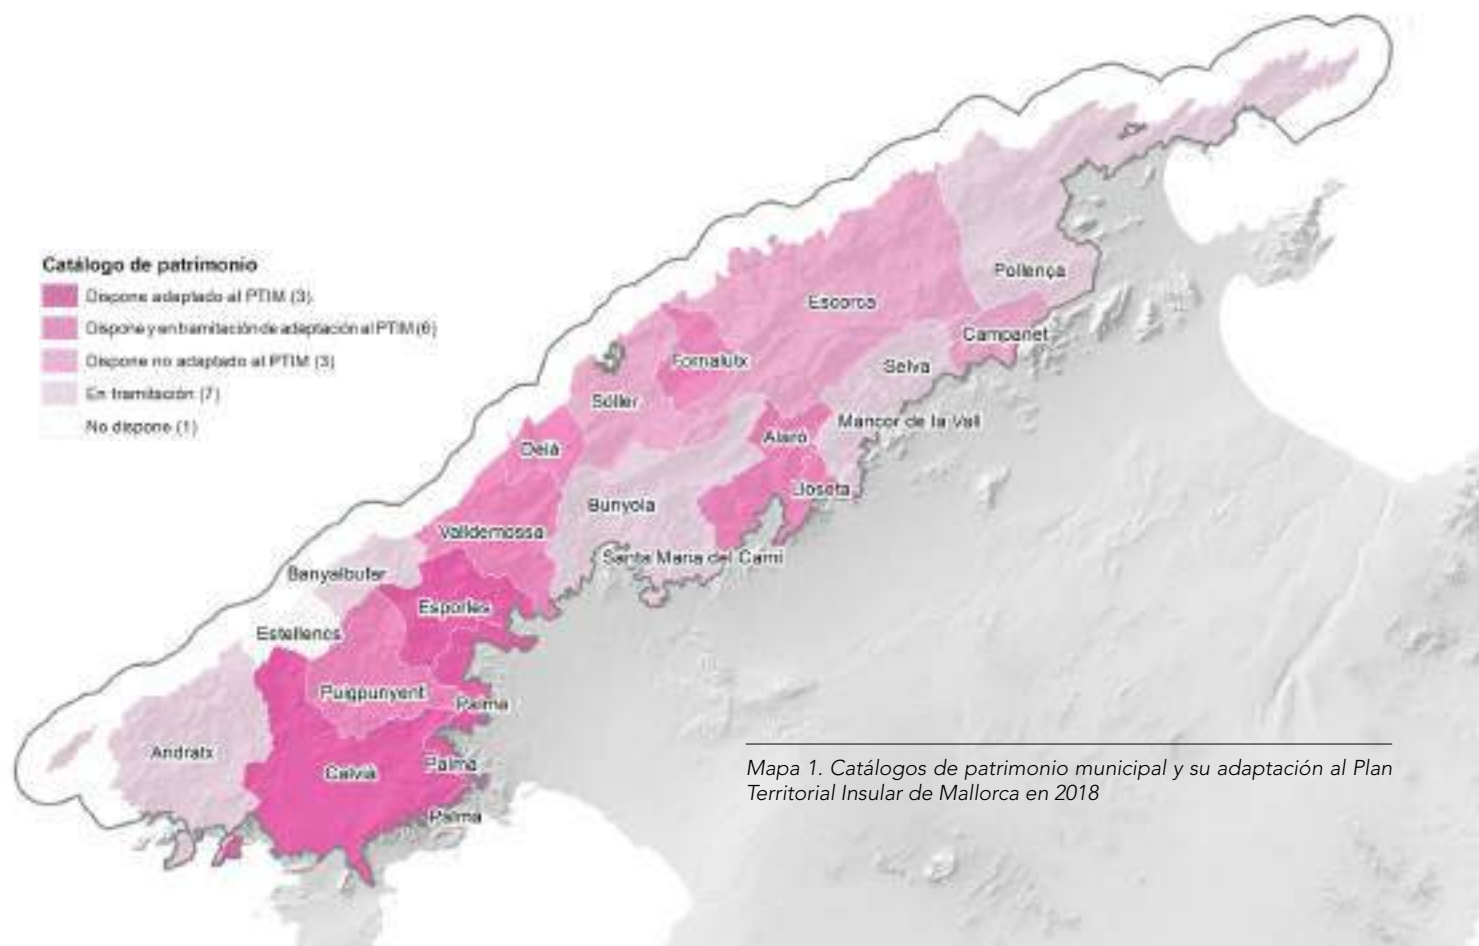 Catálogo de patrimonio
Dispone adaptado al PTIM (3)
Dispone y en tramitación de adaptación al PTIM (6)
Dispone no adaptado al PTIM (3)
En tramitación (7)
No dispone (1)
Pollença
Escorca
Campanet
Fornalutx
Selva
Sóller
Mancor de la Vall
Alaró
Deià
Lloseta
Bunyola
Valldemossa
Santa Maria del Camí
Banyalbufar
Esporles
Estellencs
Puigpunyent
Palma
Andratx
Calvià
Palma
Palma
Mapa 1. Catálogos de patrimonio municipal y su adaptación al Plan
Territorial Insular de Mallorca en 2018